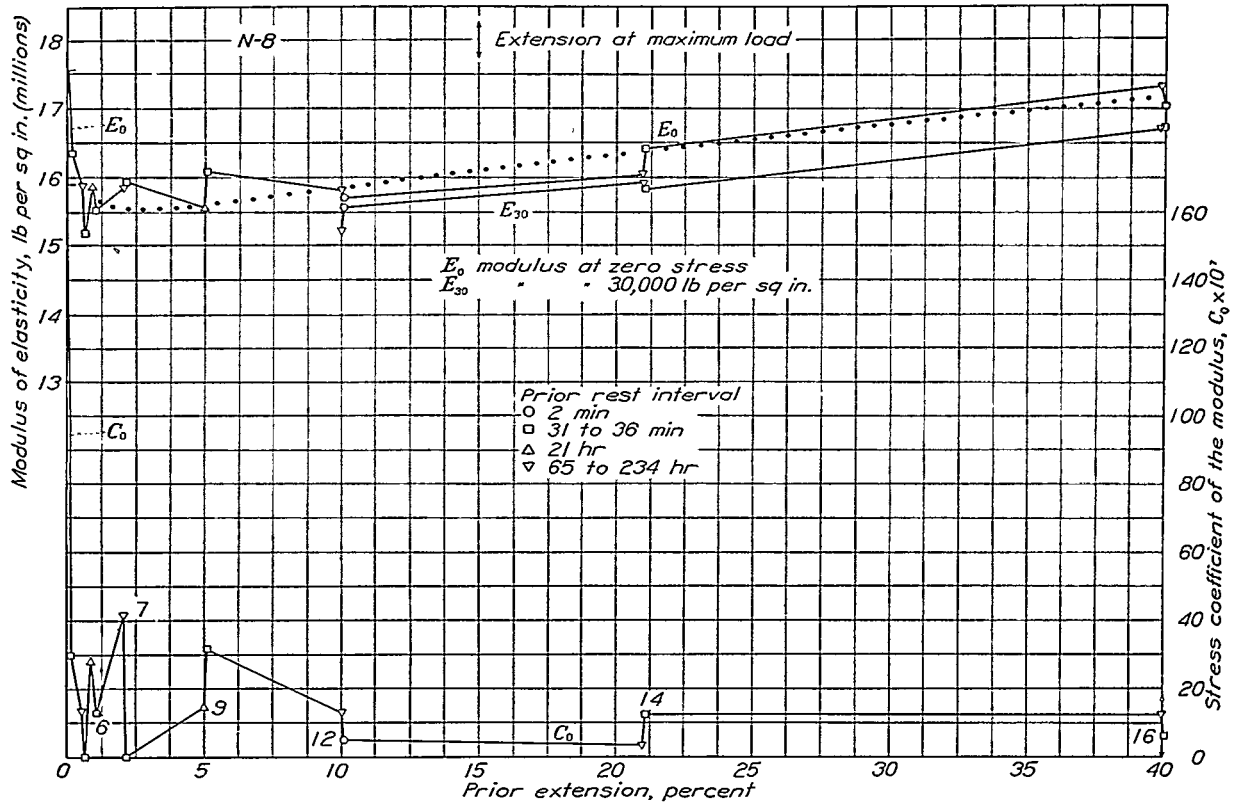 N-8
Extension at maximum load
Modulus of elasticity, lb per sq in. (millions)
18
17
16
15
14
13
E₀
E₀
E₃₀
E₀ modulus at zero stress
E₃₀ " " 30,000 lb per sq in.
Prior rest interval
○ 2 min
□ 31 to 36 min
△ 21 hr
▽ 65 to 234 hr
C₀
7
6
9
12
C₀
14
16
160
140
120
100
80
60
40
20
0
Stress coefficient of the modulus, C₀×10⁷
0 5 10 15 20 25 30 35 40
Prior extension, percent